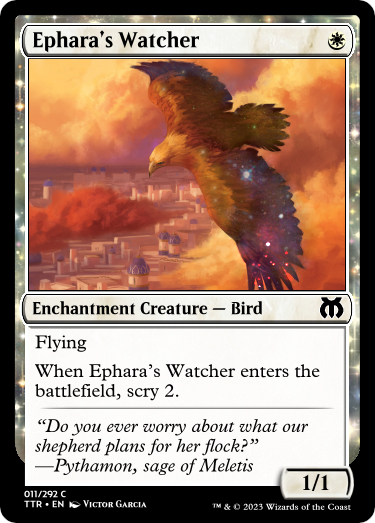 Ephara's Watcher
Enchantment Creature — Bird
Flying
When Ephara's Watcher enters the
battlefield, scry 2.
"Do you ever worry about what our
shepherd plans for her flock?"
—Pythamon, sage of Meletis
1/1
011/292 C
TTR • EN Victor Garcia
™ & © 2023 Wizards of the Coast